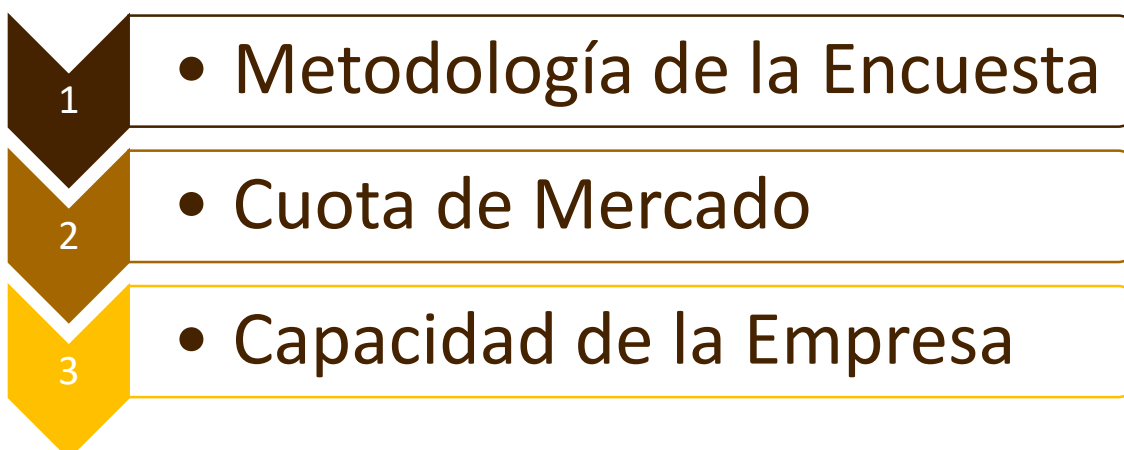 1
• Metodología de la Encuesta
2
• Cuota de Mercado
3
• Capacidad de la Empresa